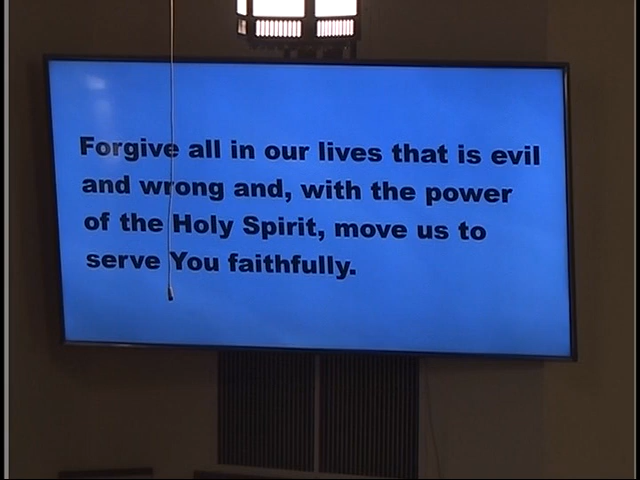 Forgive all in our lives that is evil
and wrong and, with the power
of the Holy Spirit, move us to
serve You faithfully.